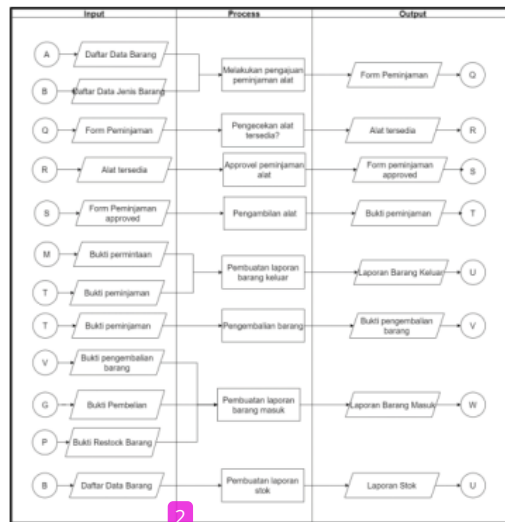 Input Process Output
A
Daftar Data Barang
B
Daftar Data Jenis Barang
Melakukan pengajuan
peminjaman alat
Form Peminjaman
Q
Q
Form Peminjaman
Pengecekan alat
tersedia?
Alat tersedia
R
R
Alat tersedia
Approvel peminjaman
alat
Form peminjaman
approved
S
S
Form Peminjaman
approved
Pengambilan alat
Bukti peminjaman
T
M
Bukti permintaan
T
Bukti peminjaman
Pembuatan laporan
barang keluar
Laporan Barang Keluar
U
T
Bukti peminjaman
Pengembalian barang
Bukti pengembalian
barang
V
V
Bukti pengembalian
barang
G
Bukti Pembelian
P
Bukti Restock Barang
Pembuatan laporan
barang masuk
Laporan Barang Masuk
W
B
Daftar Data Barang
Pembuatan laporan
stok
Laporan Stok
U
2